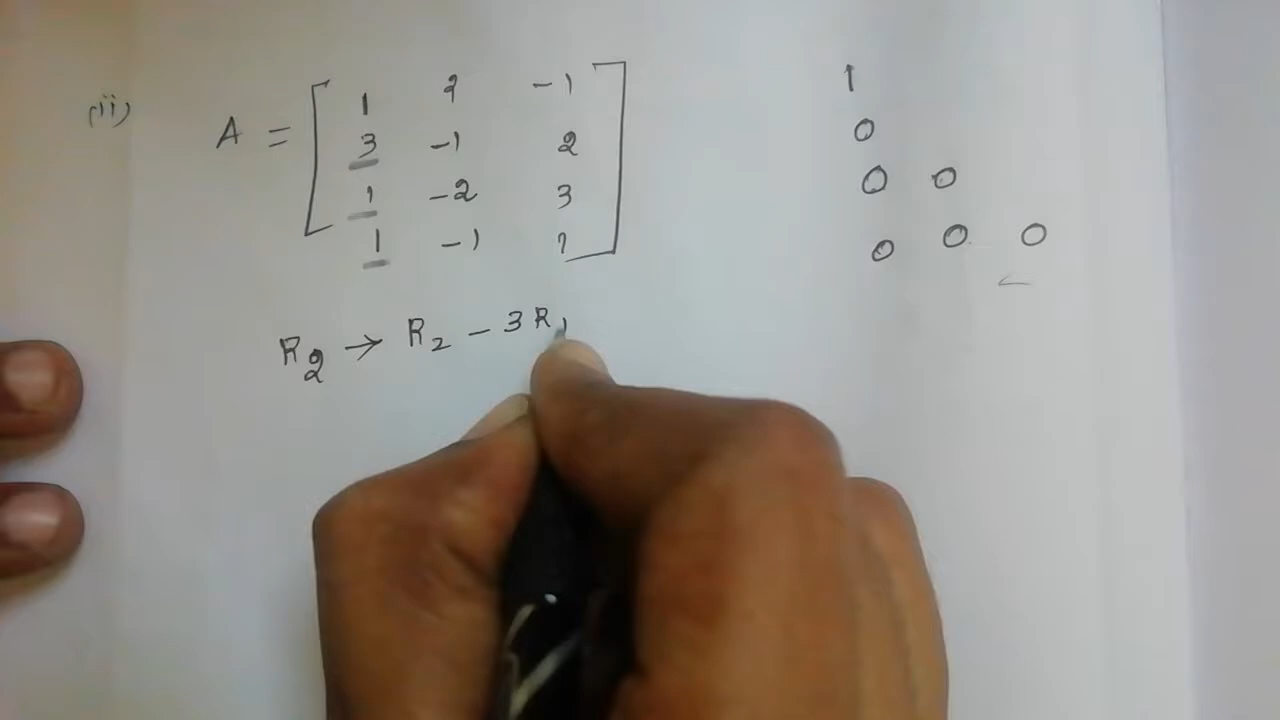 (ii) A = [ 1 2 -1
3 -1 2
1 -2 3
1 -1 1 ]
R2 → R2 - 3R1
1
0
0 0
0 0 0